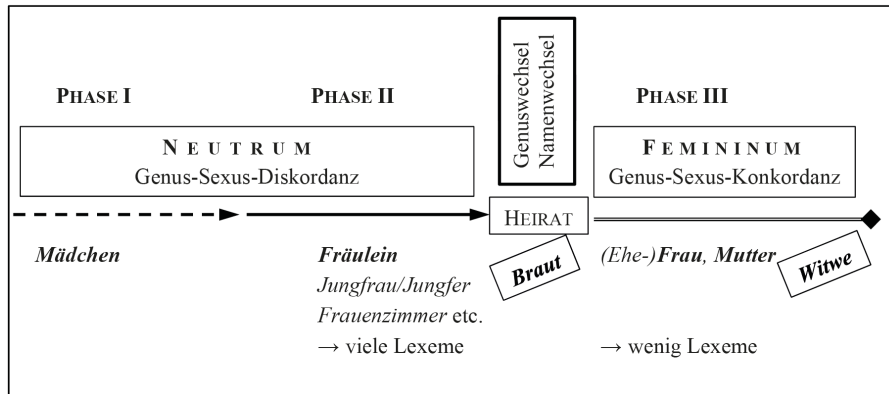 PHASE I
PHASE II
Genuswechsel
Namenwechsel
PHASE III
NEUTRUM
Genus-Sexus-Diskordanz
FEMININUM
Genus-Sexus-Konkordanz
HEIRAT
Mädchen
Fräulein
Jungfrau/Jungfer
Frauenzimmer etc.
→ viele Lexeme
Braut
(Ehe-)Frau, Mutter
Witwe
→ wenig Lexeme